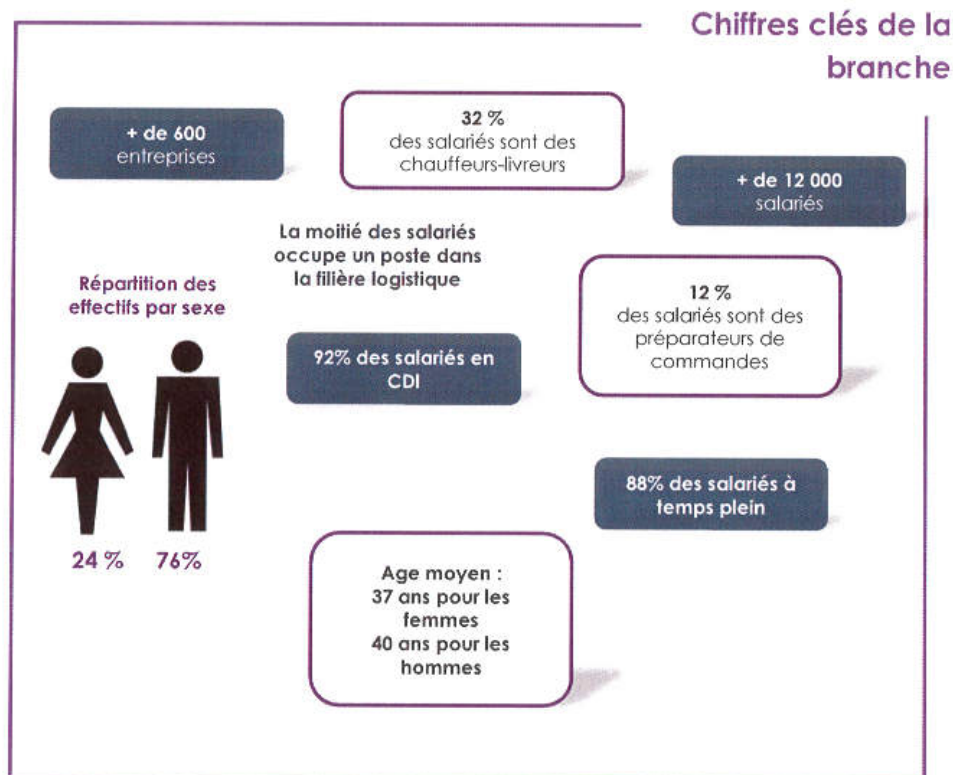 Chiffres clés de la
branche
+ de 600
entreprises
32 %
des salariés sont des
chauffeurs-livreurs
+ de 12 000
salariés
La moitié des salariés
occupe un poste dans
la filière logistique
Répartition des
effectifs par sexe
12 %
des salariés sont des
préparateurs de
commandes
92% des salariés en
CDI
88% des salariés à
temps plein
24 % 76%
Age moyen :
37 ans pour les
femmes
40 ans pour les
hommes